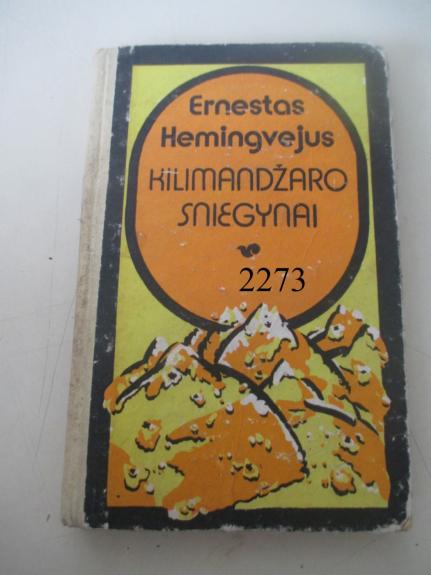 Ernestas
Hemingvejus
KILIMANDŽARO
SNIEGYNAI
2273